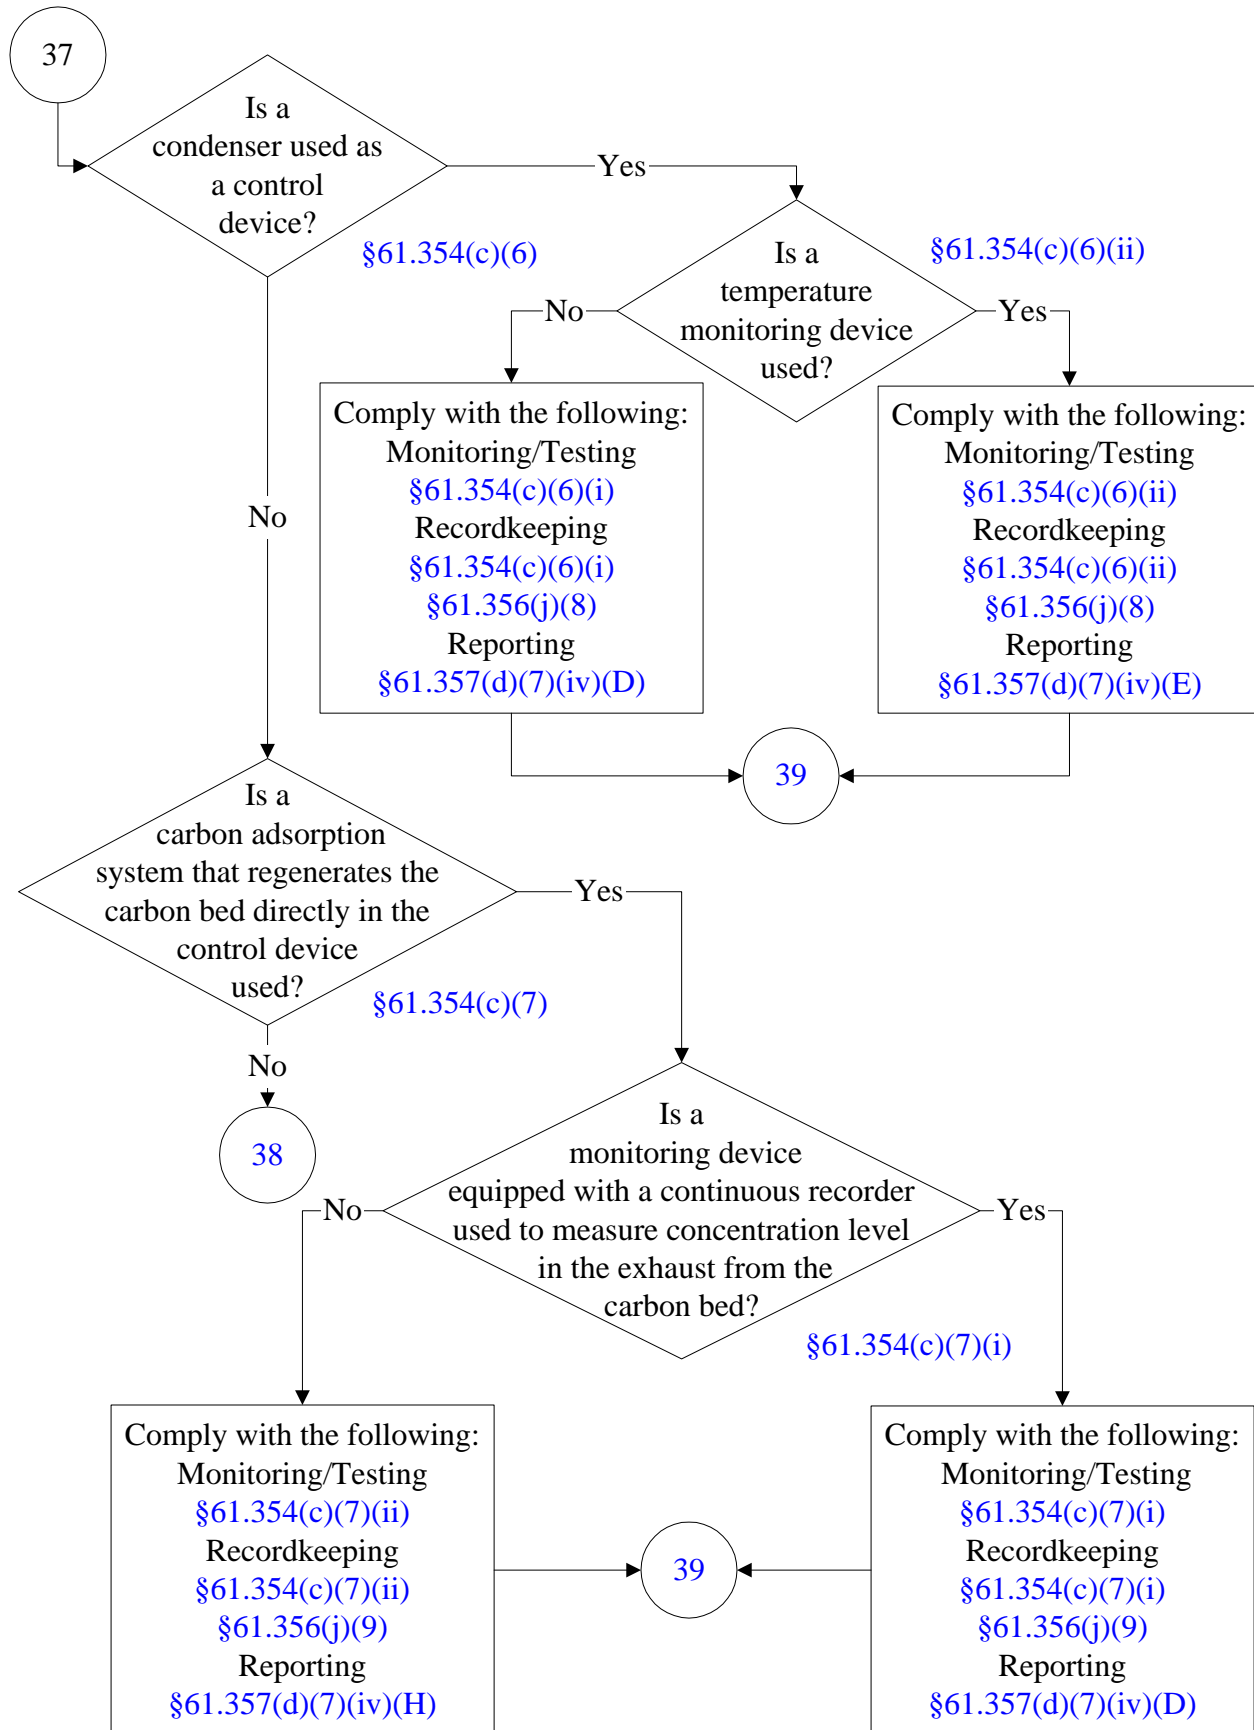 37
Is a
condenser used as
a control
device?
Yes
§61.354(c)(6)
Is a
temperature
monitoring device
used?
§61.354(c)(6)(ii)
No
Yes
Comply with the following:
Monitoring/Testing
§61.354(c)(6)(i)
Recordkeeping
§61.354(c)(6)(i)
§61.356(j)(8)
Reporting
§61.357(d)(7)(iv)(D)
Comply with the following:
Monitoring/Testing
§61.354(c)(6)(ii)
Recordkeeping
§61.354(c)(6)(ii)
§61.356(j)(8)
Reporting
§61.357(d)(7)(iv)(E)
39
No
Is a
carbon adsorption
system that regenerates the
carbon bed directly in the
control device
used?
Yes
§61.354(c)(7)
No
38
Is a
monitoring device
equipped with a continuous recorder
used to measure concentration level
in the exhaust from the
carbon bed?
No
Yes
§61.354(c)(7)(i)
Comply with the following:
Monitoring/Testing
§61.354(c)(7)(ii)
Recordkeeping
§61.354(c)(7)(ii)
§61.356(j)(9)
Reporting
§61.357(d)(7)(iv)(H)
39
Comply with the following:
Monitoring/Testing
§61.354(c)(7)(i)
Recordkeeping
§61.354(c)(7)(i)
§61.356(j)(9)
Reporting
§61.357(d)(7)(iv)(D)